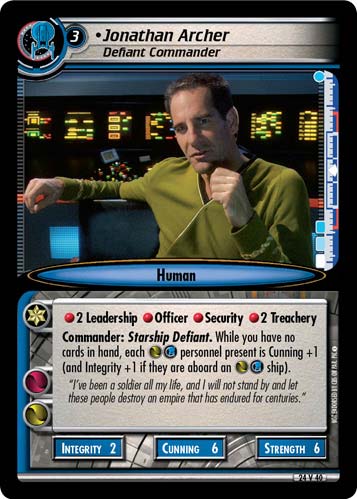 3
•Jonathan Archer
Defiant Commander
Human
2 Leadership Officer Security 2 Treachery
Commander: Starship Defiant. While you have
no cards in hand, each personnel present is Cunning +1
(and Integrity +1 if they are aboard an ship).
"I've been a soldier all my life, and I will not stand by and let
these people destroy an empire that has endured for centuries."
INTEGRITY 2
CUNNING 6
STRENGTH 6
24 V 40